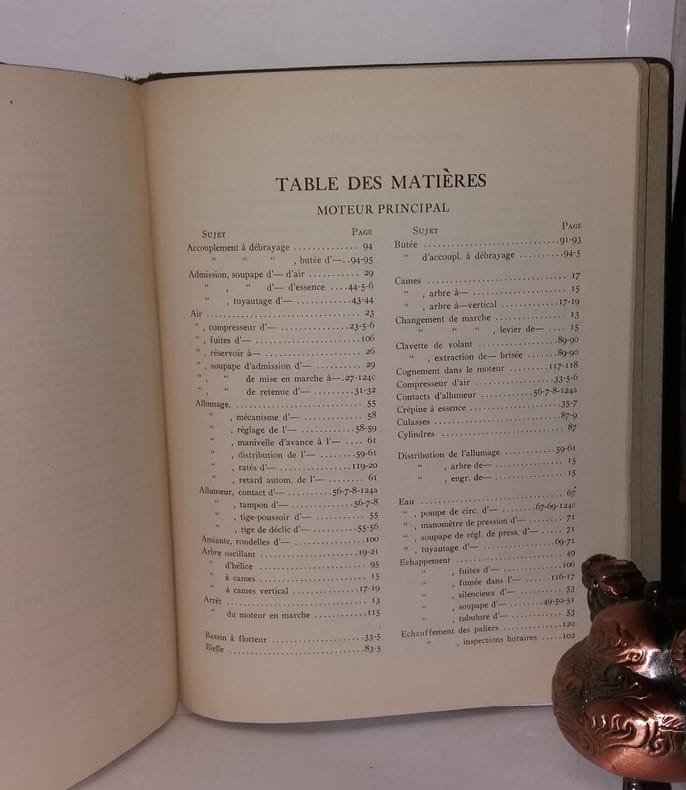 TABLE DES MATIÈRES
MOTEUR PRINCIPAL
SUJET PAGE
Accouplement à débrayage .............. 94
" " " , butée d'—..94-95
Admission, soupape d'— d'air ........... 29
" , " d'— d'essence ....44-5-6
" , tuyautage d'— ............43-44
Air ........................................ 23
" , compresseur d'— ...............23-5-6
" , fuites d'— ........................106
" , réservoir à— ..................... 26
" , soupape d'admission d'— .......... 29
" , " de mise en marche à—.27-124c
" , " de retenue d'— ..........31-32
Allumage, ............................. 55
" , mécanisme d'— ............... 58
" , réglage de l'— ............58-59
" , manivelle d'avance à l'— .... 61
" , distribution de l'— .........59-61
" , ratés d'— ..................119-20
" , retard autom. de l'— ........ 61
Allumeur, contact d'— ..........56-7-8-124a
" , tampon d'— ..............56-7-8
" , tige-poussoir d'— ........... 55
" , tige de déclic d'— ..........55-56
Amiante, rondelles d'— .................100
Arbre oscillant .......................19-21
" d'hélice ........................ 95
" à cames ......................... 15
" à cames vertical ................17-19
Arrêt ................................. 13
" du moteur en marche .............115
Bassin à flotteur .....................33-5
Bielle ................................83-5
SUJET PAGE
Butée .............................91-93
" d'accoupl. à débrayage .........94-5
Cames ............................. 17
" , arbre à— .................... 15
" , arbre à—vertical ............17-19
Changement de marche .............. 13
" " " , levier de— .... 15
Clavette de volant ...................89-90
" , extraction de— brisée .......89-90
Cognement dans le moteur .........117-118
Compresseur d'air .................33-5-6
Contacts d'allumeur ..........56-7-8-124a
Crépine à essence ...................35-7
Culasses ..........................87-9
Cylindres ......................... 87
Distribution de l'allumage ...........59-61
" , arbre de— ................ 15
" , engr. de— ................ 15
Eau ................................ 67
" , pompe de circ. d'— ........67-69-124c
" , manomètre de pression d'— ....... 71
" , soupape de régl. de press. d'— ..... 71
" , tuyautage d'— ................69-71
Echappement ....................... 49
" , fuites d'— ...............106
" , fumée dans l'— .........116-17
" , silencieux d'— ............ 53
" , soupape d'— .........49-50-51
" , tubulure d'— .............. 53
Echauffement des paliers ..............120
" , inspections horaires .....102